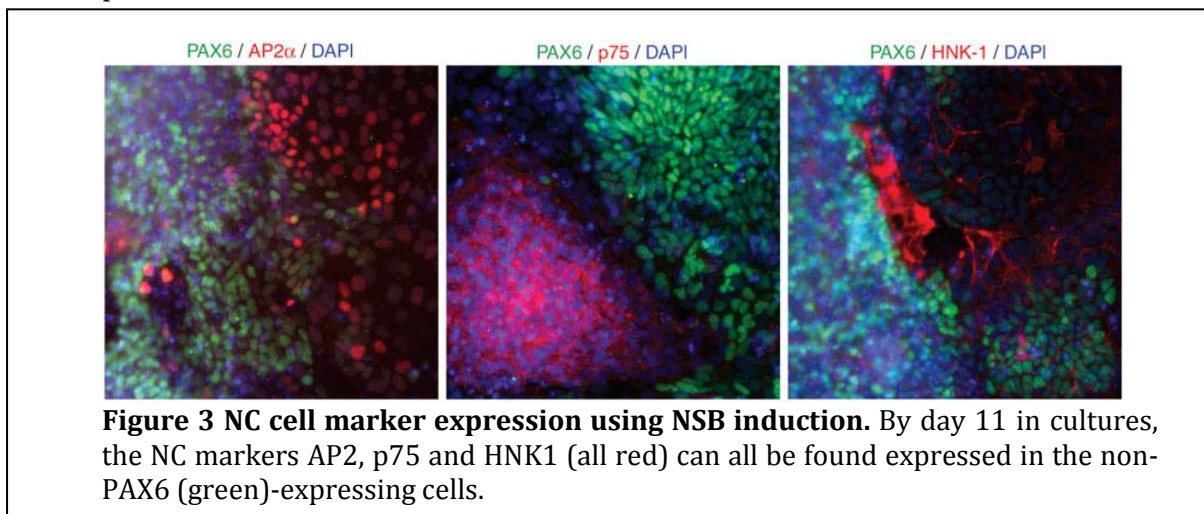 PAX6 / AP2α / DAPI
PAX6 / p75 / DAPI
PAX6 / HNK-1 / DAPI
Figure 3 NC cell marker expression using NSB induction. By day 11 in cultures,
the NC markers AP2, p75 and HNK1 (all red) can all be found expressed in the non-
PAX6 (green)-expressing cells.